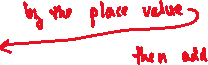 by the place value
then add